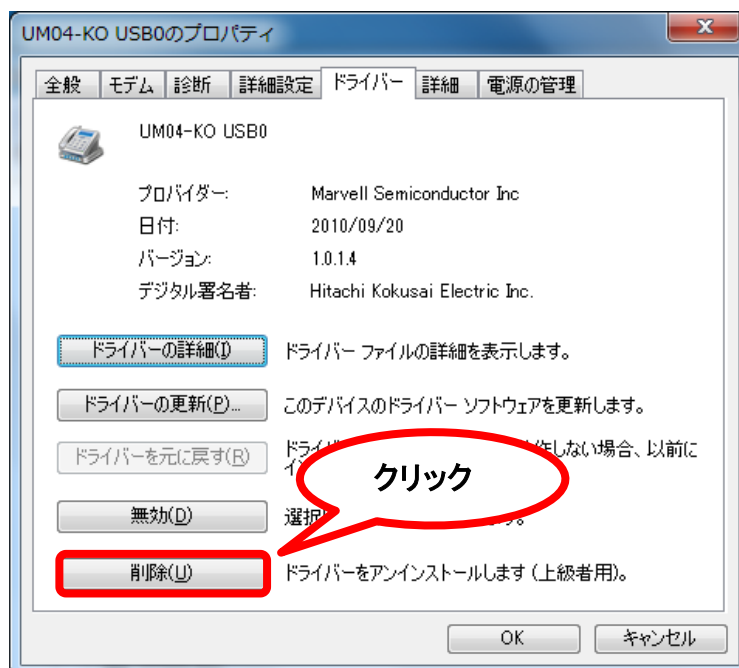 UM04-KO USB0のプロパティ
全般 モデム 診断 詳細設定 ドライバー 詳細 電源の管理
UM04-KO USB0
プロバイダー: Marvell Semiconductor Inc
日付: 2010/09/20
バージョン: 1.0.1.4
デジタル署名者: Hitachi Kokusai Electric Inc.
ドライバーの詳細(I) ドライバー ファイルの詳細を表示します。
ドライバーの更新(P)... このデバイスのドライバー ソフトウェアを更新します。
ドライバーを元に戻す(R) しない場合、以前に
クリック
無効(D) 選択
削除(U) ドライバーをアンインストールします (上級者用)。
OK キャンセル